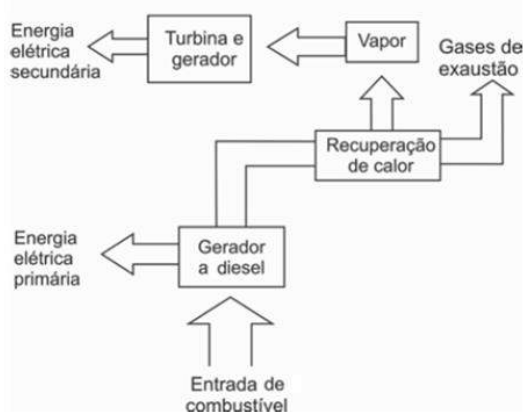 Energia
elétrica
secundária
Turbina e
gerador
Vapor
Gases de
exaustão
Recuperação
de calor
Energia
elétrica
primária
Gerador
a diesel
Entrada de
combustível